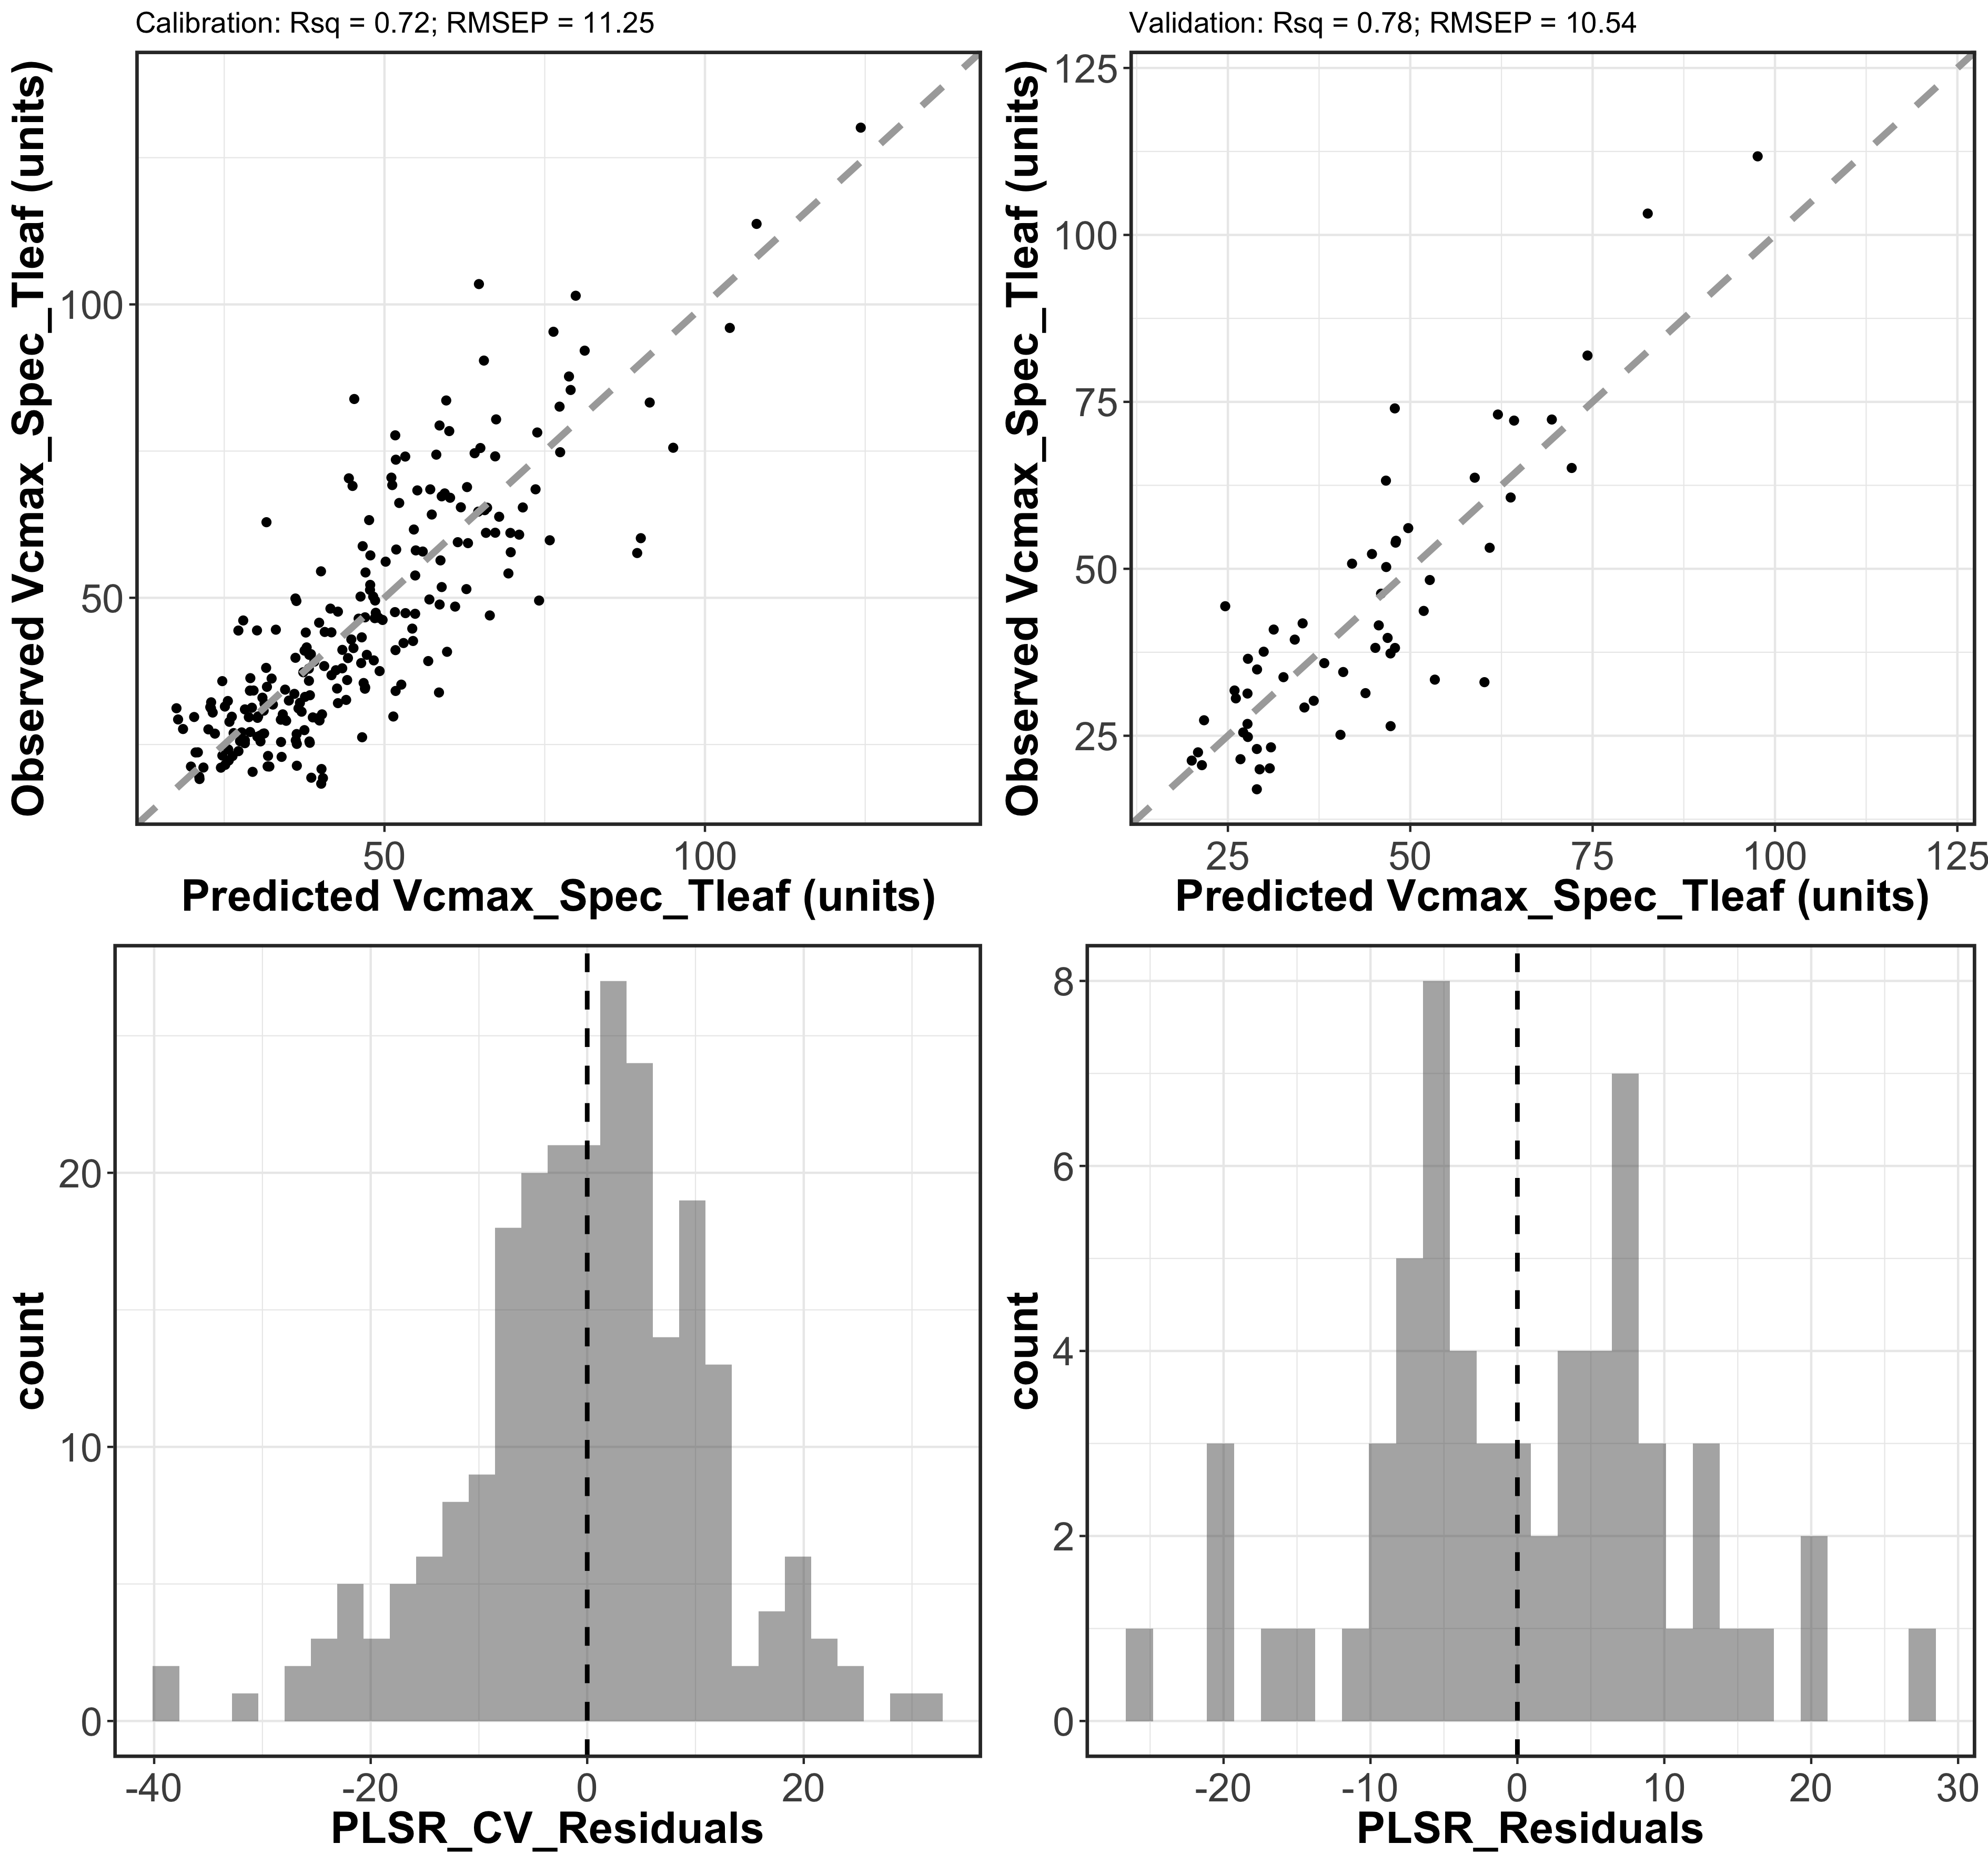 Calibration: Rsq = 0.72; RMSEP = 11.25
Observed Vcmax_Spec_Tleaf (units)
100
50
50 100
Predicted Vcmax_Spec_Tleaf (units)
Validation: Rsq = 0.78; RMSEP = 10.54
Observed Vcmax_Spec_Tleaf (units)
125
100
75
50
25
25 50 75 100 125
Predicted Vcmax_Spec_Tleaf (units)
count
20
10
0
-40 -20 0 20
PLSR_CV_Residuals
count
8
6
4
2
0
-20 -10 0 10 20 30
PLSR_Residuals